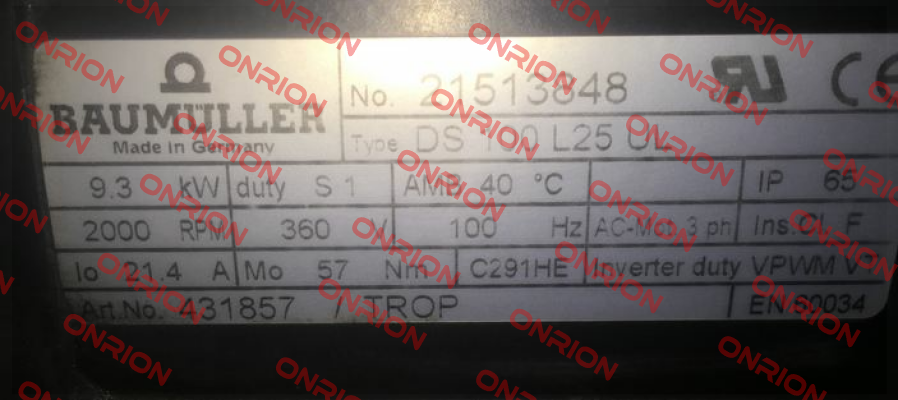 BAUMÜLLER
Made in Germany
No. 21513848
Type DS 100 L25 UL
CE
9.3 kW duty S 1 AMB 40 °C IP 65
2000 RPM 360 V 100 Hz AC-Mot. 3 ph Ins.Cl. F
Io 21.4 A Mo 57 Nm C291HE Inverter duty VPWM V
Art.No. 431857 / TROP EN 60034
ONRION